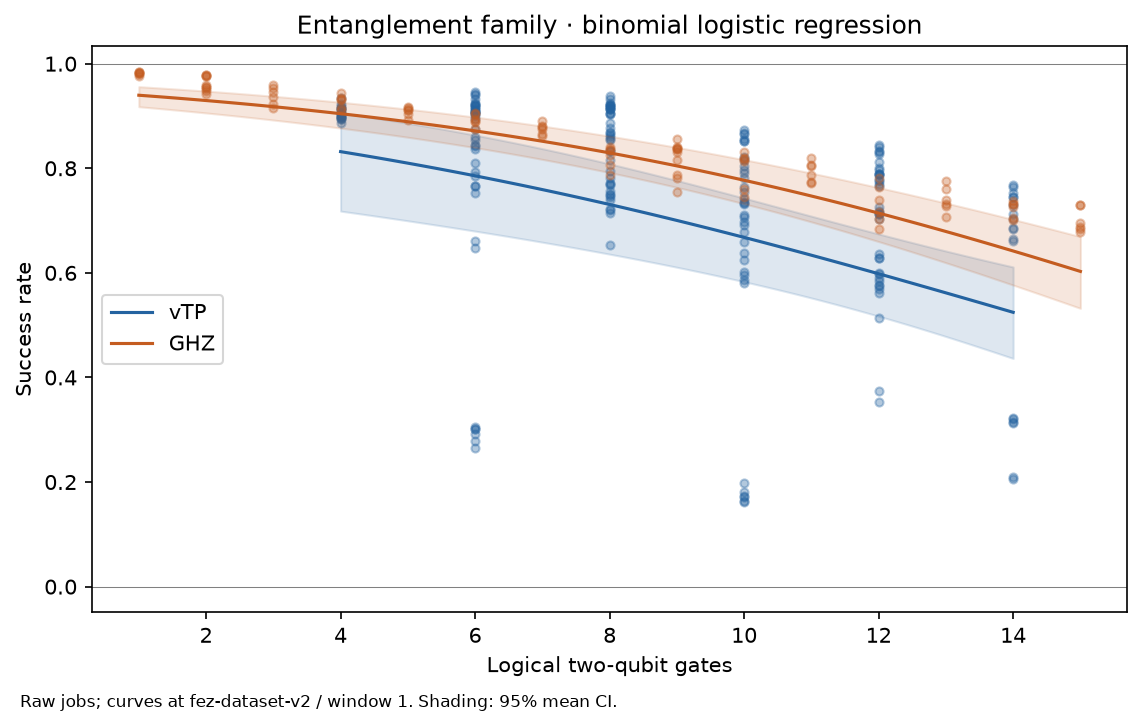 Entanglement family · binomial logistic regression
Success rate
1.0
0.8
0.6
0.4
0.2
0.0
vTP
GHZ
2 4 6 8 10 12 14
Logical two-qubit gates
Raw jobs; curves at fez-dataset-v2 / window 1. Shading: 95% mean CI.